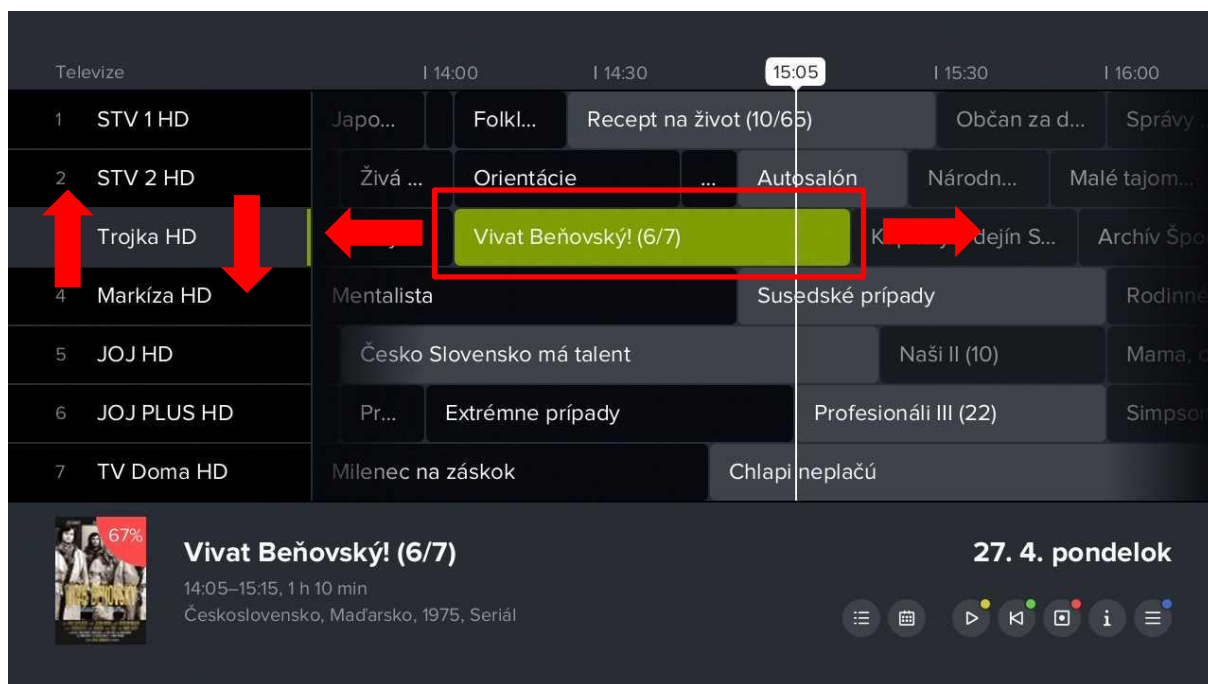 Televize
14:00 14:30 15:05 15:30 16:00
1 STV 1 HD Japo... Folkl... Recept na život (10/65) Občan za d... Správy
2 STV 2 HD Živá ... Orientácie ... Autosalón Národn... Malé tajom...
Trojka HD Vivat Beňovský! (6/7) dejín S... Archív Špo
4 Markíza HD Mentalista Susedské prípady Rodinné
5 JOJ HD Česko Slovensko má talent Naši II (10) Mama,
6 JOJ PLUS HD Pr... Extrémne prípady Profesionáli III (22) Simpson
7 TV Doma HD Milenec na záskok Chlapi neplačú
67%
Vivat Beňovský! (6/7) 27. 4. pondelok
14:05–15:15, 1 h 10 min
Československo, Maďarsko, 1975, Seriál